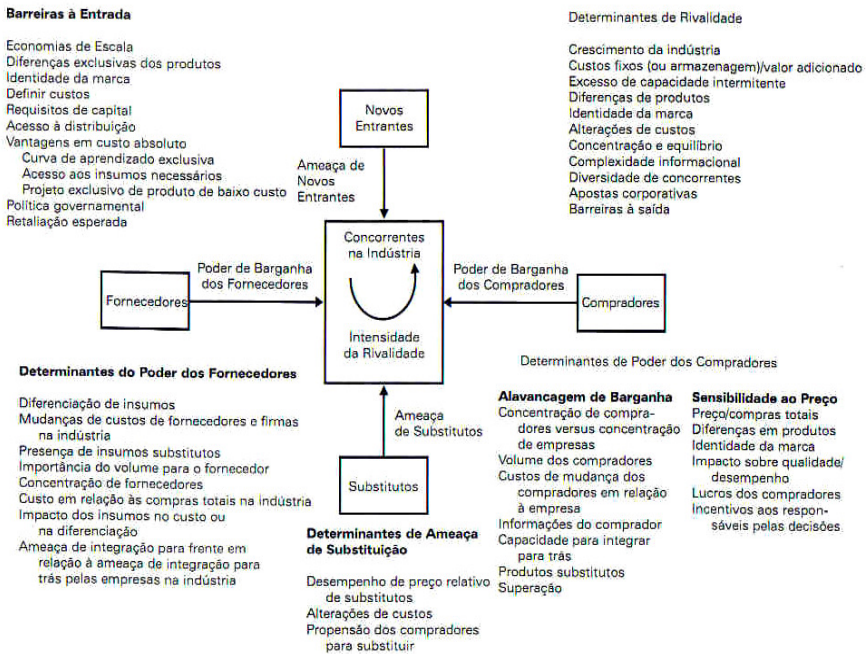 Barreiras à Entrada
Economias de Escala
Diferenças exclusivas dos produtos
Identidade da marca
Definir custos
Requisitos de capital
Acesso à distribuição
Vantagens em custo absoluto
Curva de aprendizado exclusiva
Acesso aos insumos necessários
Projeto exclusivo de produto de baixo custo
Política governamental
Retaliação esperada
Novos
Entrantes
Ameaça de
Novos
Entrantes
Determinantes de Rivalidade
Crescimento da indústria
Custos fixos (ou armazenagem)/valor adicionado
Excesso de capacidade intermitente
Diferenças de produtos
Identidade da marca
Alterações de custos
Concentração e equilíbrio
Complexidade informacional
Diversidade de concorrentes
Apostas corporativas
Barreiras à saída
Fornecedores
Poder de Barganha
dos Fornecedores
Concorrentes
na Indústria
Intensidade
da Rivalidade
Poder de Barganha
dos Compradores
Compradores
Determinantes do Poder dos Fornecedores
Diferenciação de insumos
Mudanças de custos de fornecedores e firmas
na indústria
Presença de insumos substitutos
Importância do volume para o fornecedor
Concentração de fornecedores
Custo em relação às compras totais na indústria
Impacto dos insumos no custo ou
na diferenciação
Ameaça de integração para frente em
relação à ameaça de integração para
trás pelas empresas na indústria
Ameaça
de Substitutos
Substitutos
Determinantes de Ameaça
de Substituição
Desempenho de preço relativo
de substitutos
Alterações de custos
Propensão dos compradores
para substituir
Determinantes de Poder dos Compradores
Alavancagem de Barganha
Concentração de compra-
dores versus concentração
de empresas
Volume dos compradores
Custos de mudança dos
compradores em relação
à empresa
Informações do comprador
Capacidade para integrar
para trás
Produtos substitutos
Superação
Sensibilidade ao Preço
Preço/compras totais
Diferenças em produtos
Identidade da marca
Impacto sobre qualidade/
desempenho
Lucros dos compradores
Incentivos aos respon-
sáveis pelas decisões